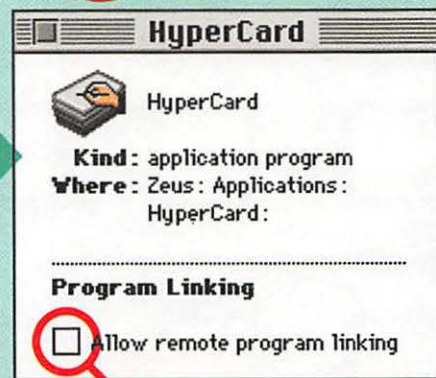 HyperCard
HyperCard
Kind: application program
Where: Zeus: Applications:
HyperCard:
Program Linking
Allow remote program linking